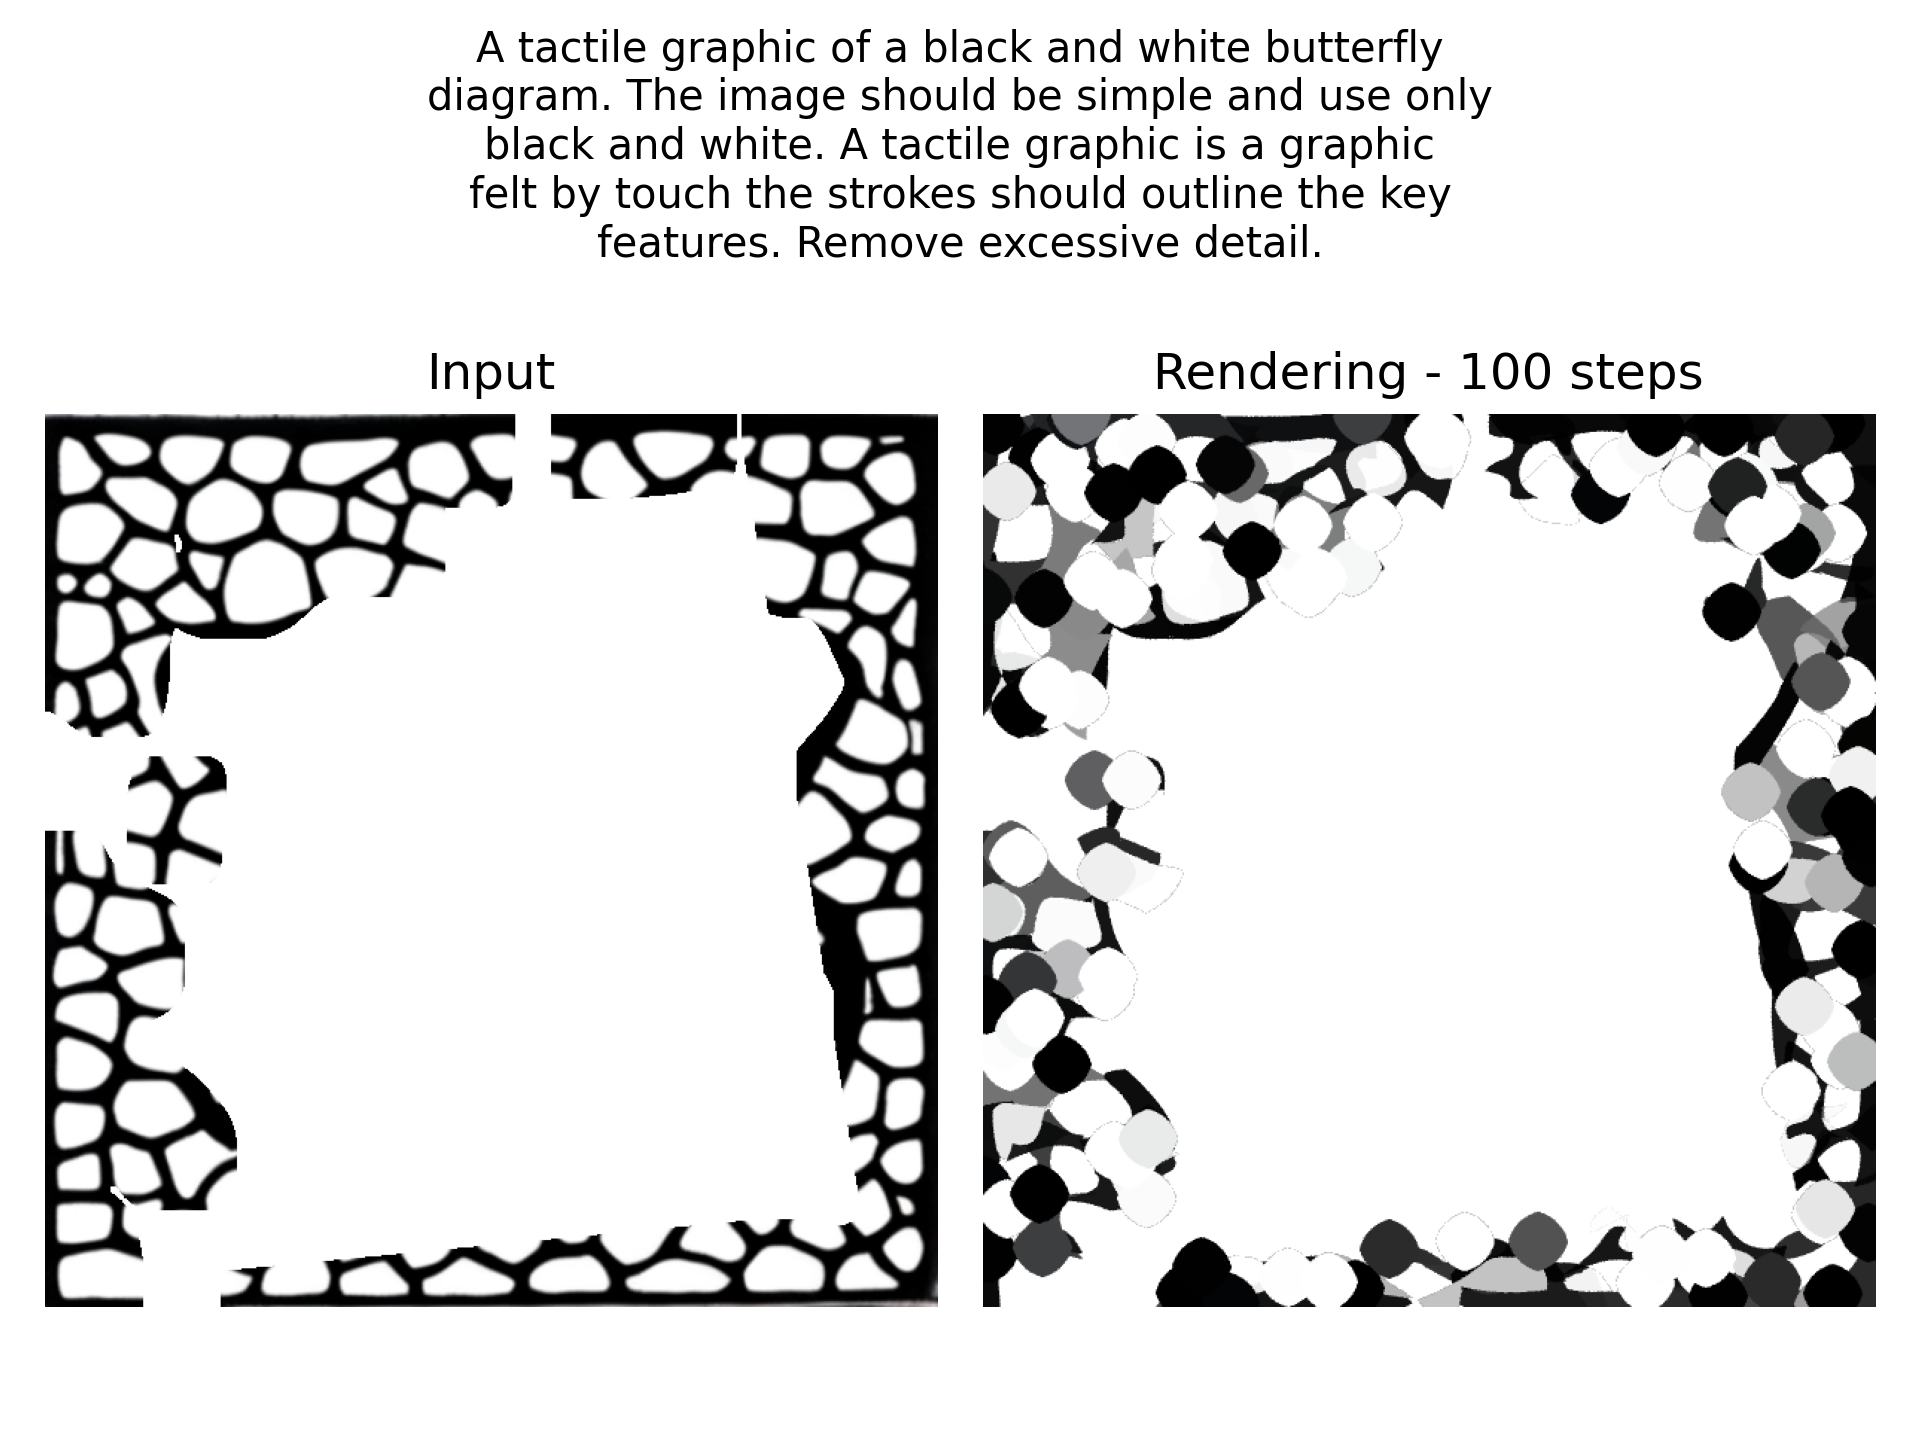 A tactile graphic of a black and white butterfly
diagram. The image should be simple and use only
black and white. A tactile graphic is a graphic
felt by touch the strokes should outline the key
features. Remove excessive detail.
Input
Rendering - 100 steps